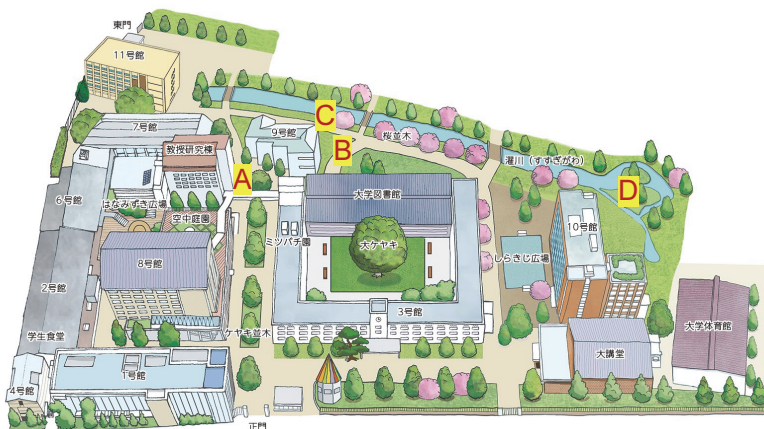 東門
11号館
7号館
教授研究棟
9号館
C
B
桜並木
濯川（すすぎがわ）
A
D
6号館
はなみずき広場
空中庭園
大学図書館
ミツバチ園
大ケヤキ
10号館
しらきじ広場
8号館
2号館
3号館
ケヤキ並木
学生食堂
大学体育館
大講堂
1号館
4号館
正門